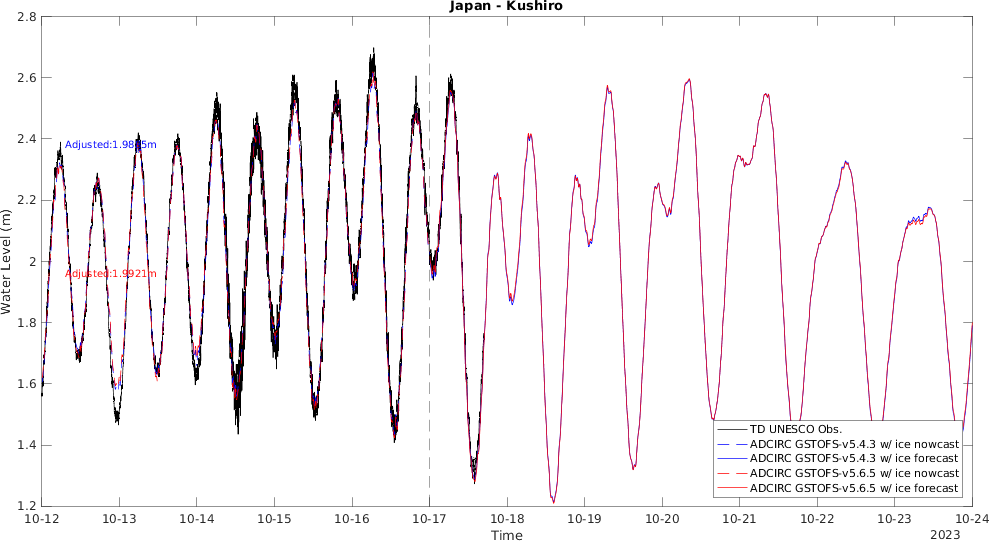 Japan - Kushiro
2.8
2.6
2.4
2.2
2
1.8
1.6
1.4
1.2
Water Level (m)
Adjusted:1.9845m
Adjusted:1.9921m
TD UNESCO Obs.
ADCIRC GSTOFS-v5.4.3 w/ ice nowcast
ADCIRC GSTOFS-v5.4.3 w/ ice forecast
ADCIRC GSTOFS-v5.6.5 w/ ice nowcast
ADCIRC GSTOFS-v5.6.5 w/ ice forecast
10-12 10-13 10-14 10-15 10-16 10-17 10-18 10-19 10-20 10-21 10-22 10-23 10-24
Time
2023